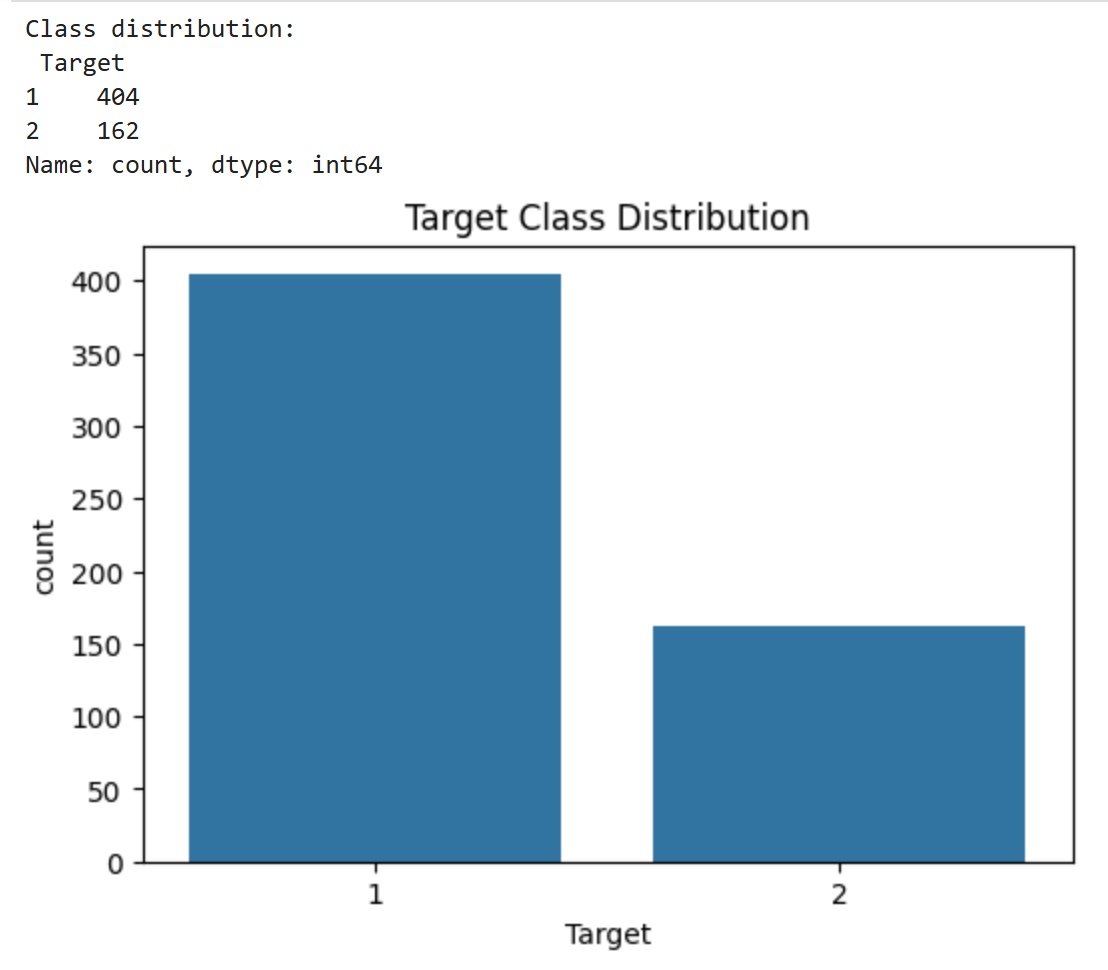 Class distribution:
Target
1 404
2 162
Name: count, dtype: int64
Target Class Distribution
400
350
300
250
200
150
100
50
0
count
1 2
Target